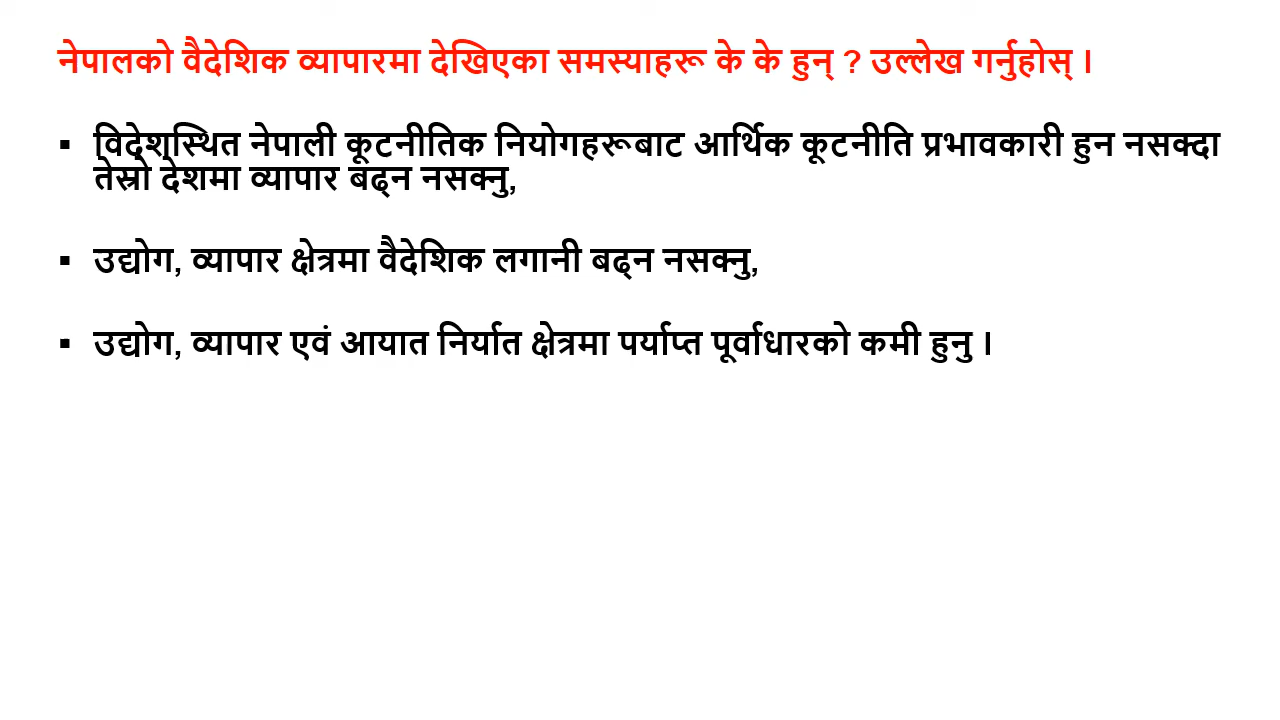 नेपालको वैदेशिक व्यापारमा देखिएका समस्याहरू के के हुन् ? उल्लेख गर्नुहोस् ।
▪ विदेशस्थित नेपाली कूटनीतिक नियोगहरूबाट आर्थिक कूटनीति प्रभावकारी हुन नसक्दा
तेस्रो देशमा व्यापार बढ्न नसक्नु,
▪ उद्योग, व्यापार क्षेत्रमा वैदेशिक लगानी बढ्न नसक्नु,
▪ उद्योग, व्यापार एवं आयात निर्यात क्षेत्रमा पर्याप्त पूर्वाधारको कमी हुनु ।